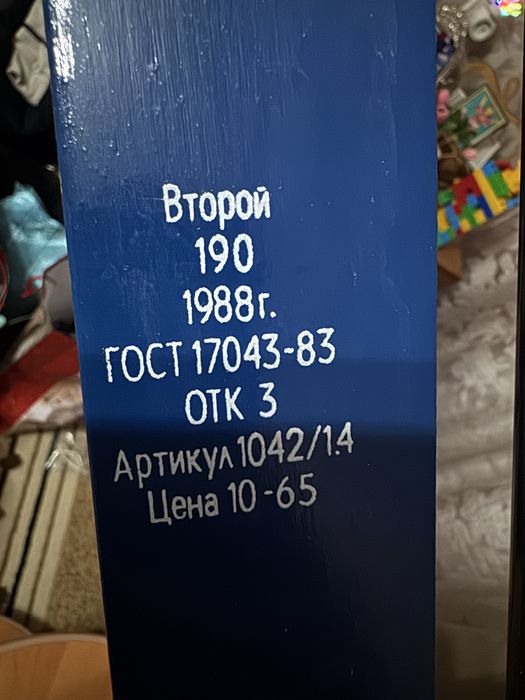 Второй
190
1988г.
ГОСТ 17043-83
ОТК 3
Артикул 1042/1.4
Цена 10-65